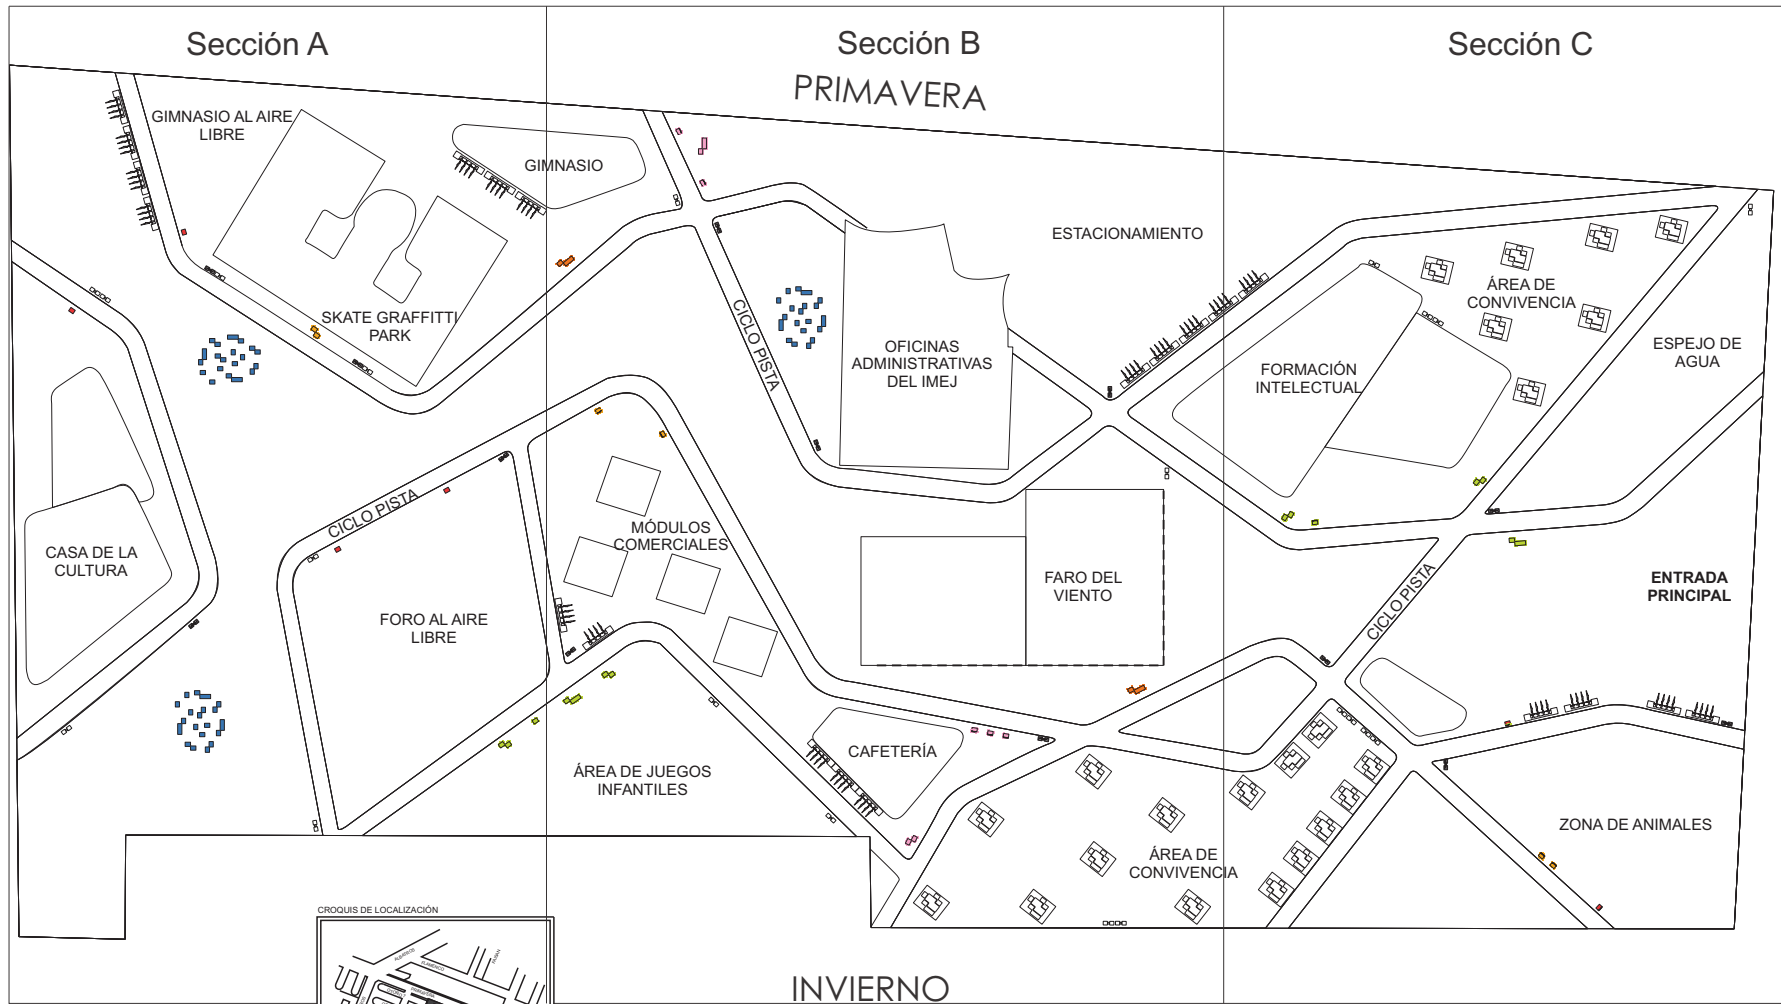 Sección A
Sección B
Sección C
PRIMAVERA
GIMNASIO AL AIRE
LIBRE
GIMNASIO
SKATE GRAFFITTI
PARK
CICLO PISTA
OFICINAS
ADMINISTRATIVAS
DEL IMEJ
ESTACIONAMIENTO
FORMACIÓN
INTELECTUAL
ÁREA DE
CONVIVENCIA
ESPEJO DE
AGUA
CASA DE LA
CULTURA
CICLO PISTA
FORO AL AIRE
LIBRE
MÓDULOS
COMERCIALES
FARO DEL
VIENTO
CICLO PISTA
ENTRADA
PRINCIPAL
ÁREA DE JUEGOS
INFANTILES
CAFETERÍA
ÁREA DE
CONVIVENCIA
ZONA DE ANIMALES
CROQUIS DE LOCALIZACIÓN
FLAMENCO
INVIERNO